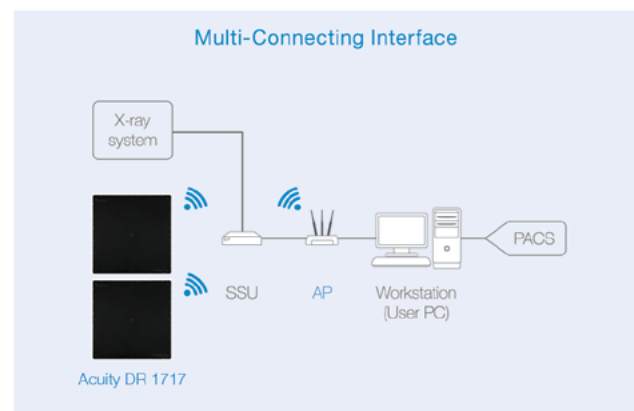 Multi-Connecting Interface
X-ray
system
SSU
AP
Workstation
(User PC)
PACS
Acuity DR 1717